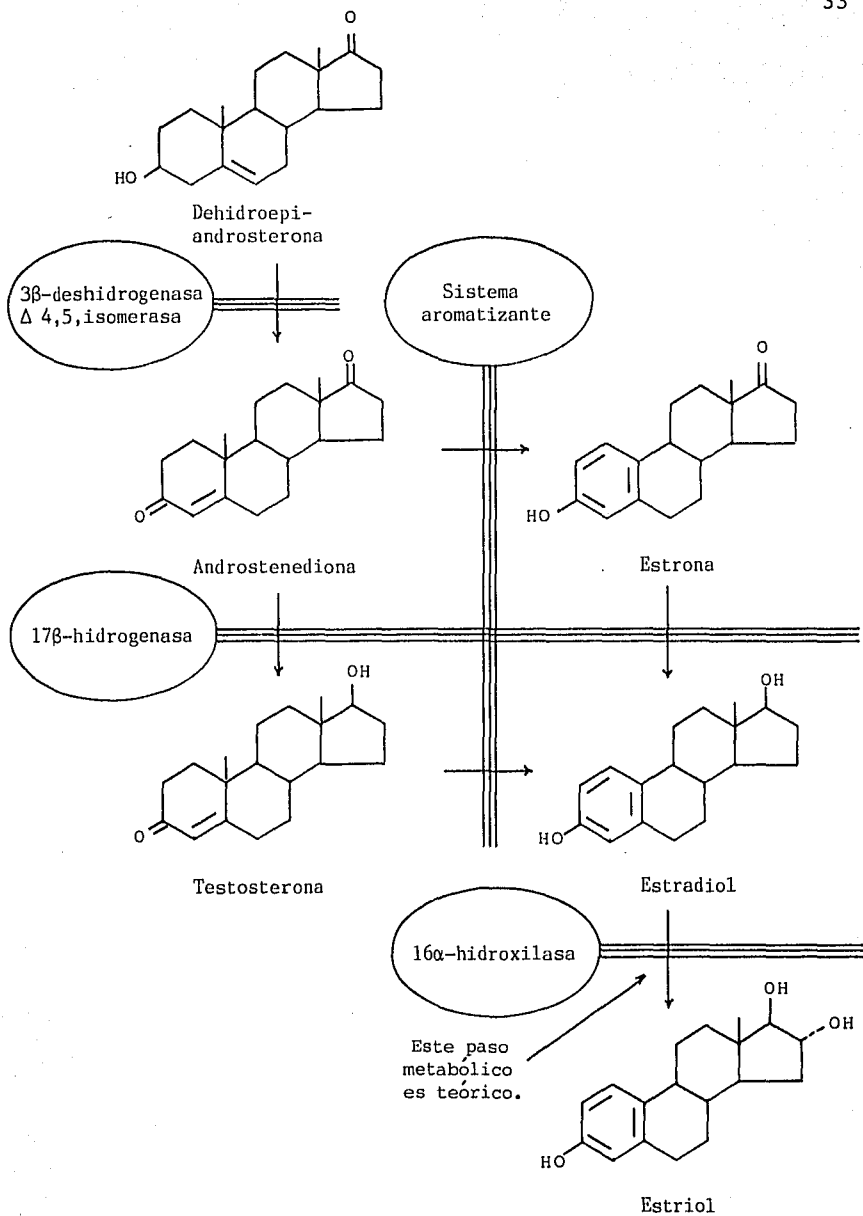 33
O
HO
Dehidroepi-
androsterona
3β-deshidrogenasa
Δ 4,5,isomerasa
Sistema
aromatizante
O
O
Androstenediona
O
HO
Estrona
17β-hidrogenasa
OH
O
Testosterona
OH
HO
Estradiol
16α-hidroxilasa
Este paso
metabólico
es teórico.
OH
OH
HO
Estriol